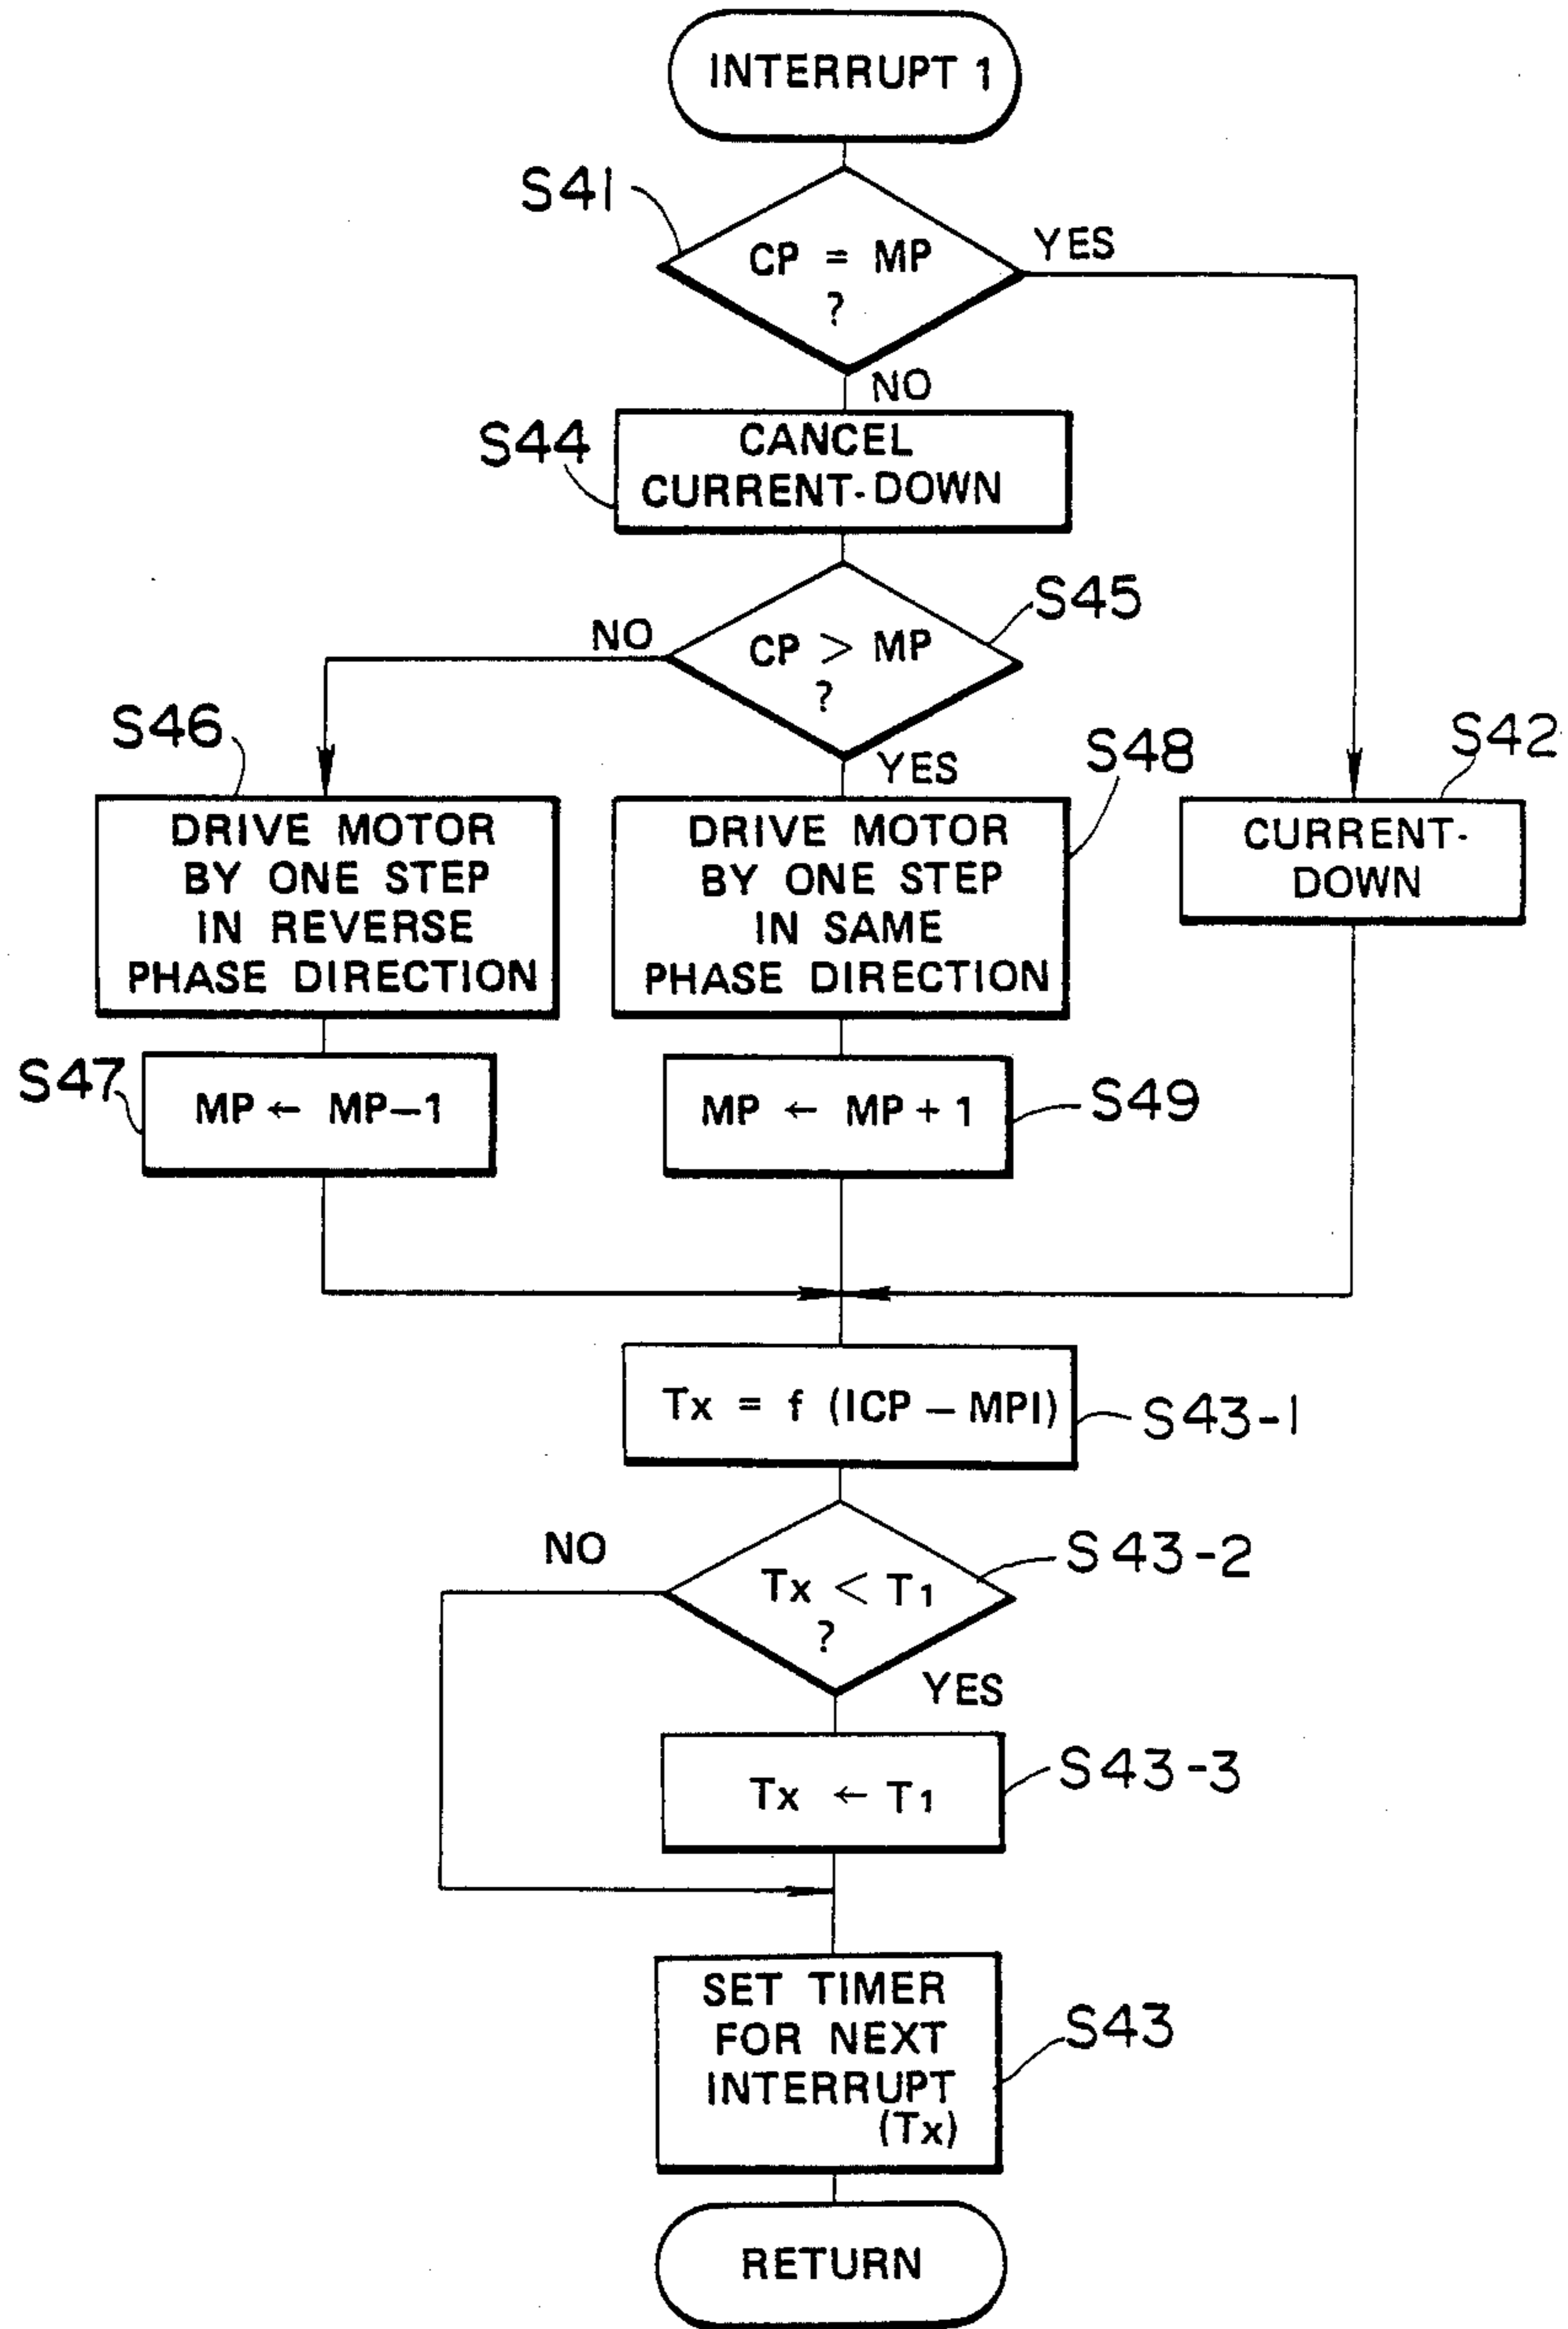 INTERRUPT 1
S41
CP = MP
?
YES
NO
S44
CANCEL
CURRENT-DOWN
S45
NO
CP > MP
?
YES
S46
S48
S42
DRIVE MOTOR
BY ONE STEP
IN REVERSE
PHASE DIRECTION
DRIVE MOTOR
BY ONE STEP
IN SAME
PHASE DIRECTION
CURRENT-
DOWN
S47
MP ← MP−1
MP ← MP + 1
S49
Tx = f (ICP − MPI)
S43-1
NO
Tx < T1
?
S43-2
YES
Tx ← T1
S43-3
SET TIMER
FOR NEXT
INTERRUPT
(Tx)
S43
RETURN